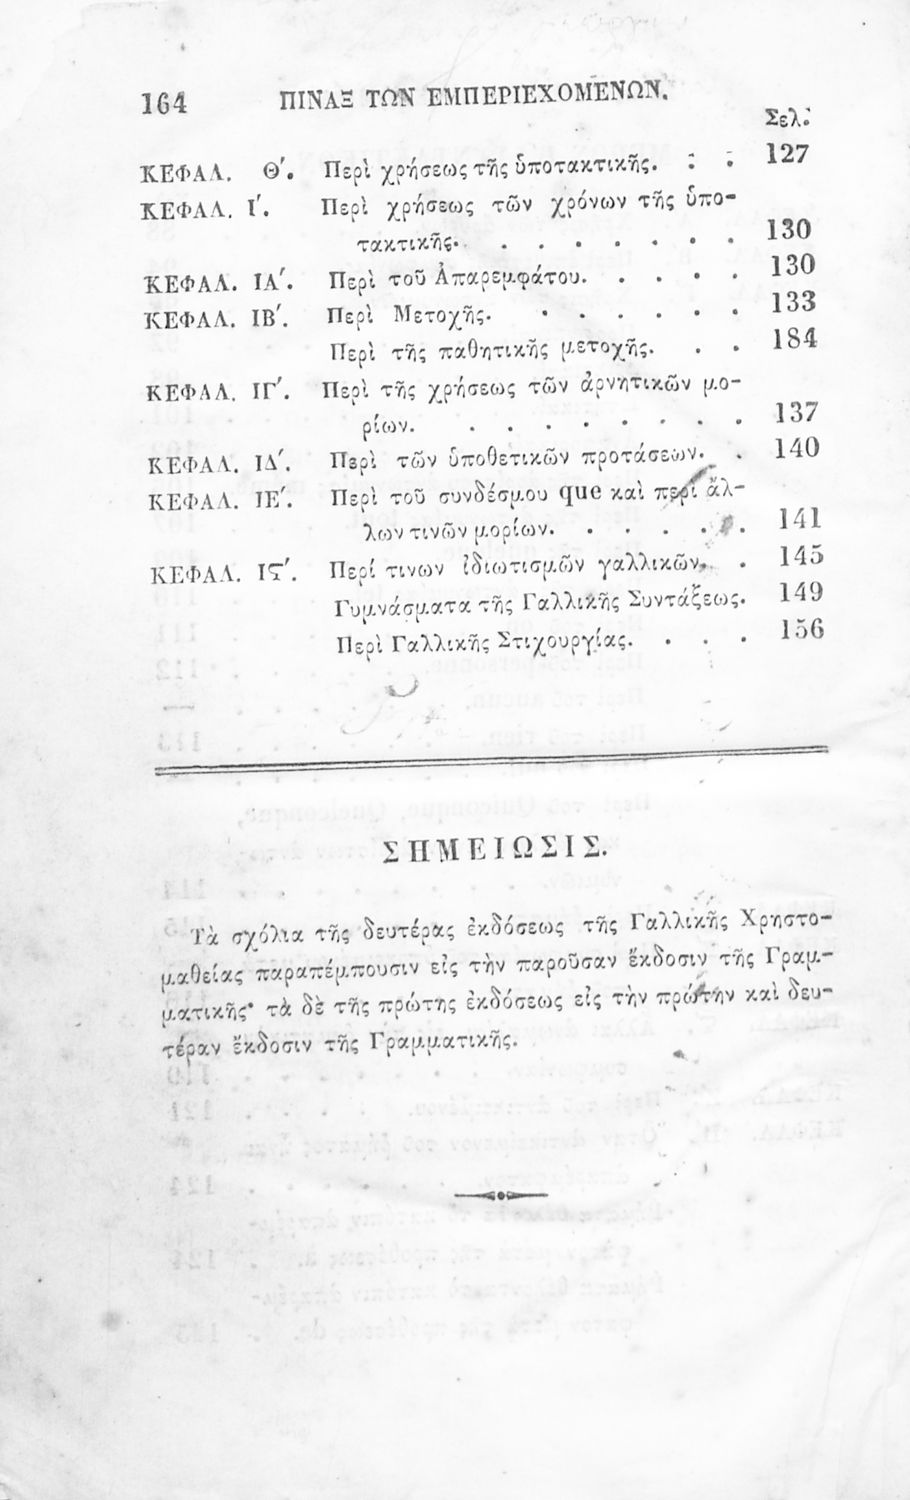 164 ΠΙΝΑΞ ΤΩΝ ΕΜΠΕΡΙΕΧΟΜΕΝΩΝ.
Σελ.
ΚΕΦΑΛ. Θ΄. Περὶ χρήσεως τῆς ὑποτακτικῆς. . . 127
ΚΕΦΑΛ. Ι΄. Περὶ χρήσεως τῶν χρόνων τῆς ὑπο-
τακτικῆς. . . . . . . . 130
ΚΕΦΑΛ. ΙΑ΄. Περὶ τοῦ Ἀπαρεμφάτου. . . . . 130
ΚΕΦΑΛ. ΙΒ΄. Περὶ Μετοχῆς. . . . . . . 133
Περὶ τῆς παθητικῆς μετοχῆς. . . 184
ΚΕΦΑΛ. ΙΓ΄. Περὶ τῆς χρήσεως τῶν ἀρνητικῶν μο-
ρίων. . . . . . . . . . 137
ΚΕΦΑΛ. ΙΔ΄. Περὶ τῶν ὑποθετικῶν προτάσεων. . 140
ΚΕΦΑΛ. ΙΕ΄. Περὶ τοῦ συνδέσμου que καὶ περὶ ἄλ-
λων τινῶν μορίων. . . . . . 141
ΚΕΦΑΛ. Ιϛ΄. Περί τινων ἰδιωτισμῶν γαλλικῶν. . 145
Γυμνάσματα τῆς Γαλλικῆς Συντάξεως. 149
Περὶ Γαλλικῆς Στιχουργίας. . . . 156
ΣΗΜΕΙΩΣΙΣ.
Τὰ σχόλια τῆς δευτέρας ἐκδόσεως τῆς Γαλλικῆς Χρηστο-
μαθείας παραπέμπουσιν εἰς τὴν παροῦσαν ἔκδοσιν τῆς Γραμ-
ματικῆς· τὰ δὲ τῆς πρώτης ἐκδόσεως εἰς τὴν πρώτην καὶ δευ-
τέραν ἔκδοσιν τῆς Γραμματικῆς.